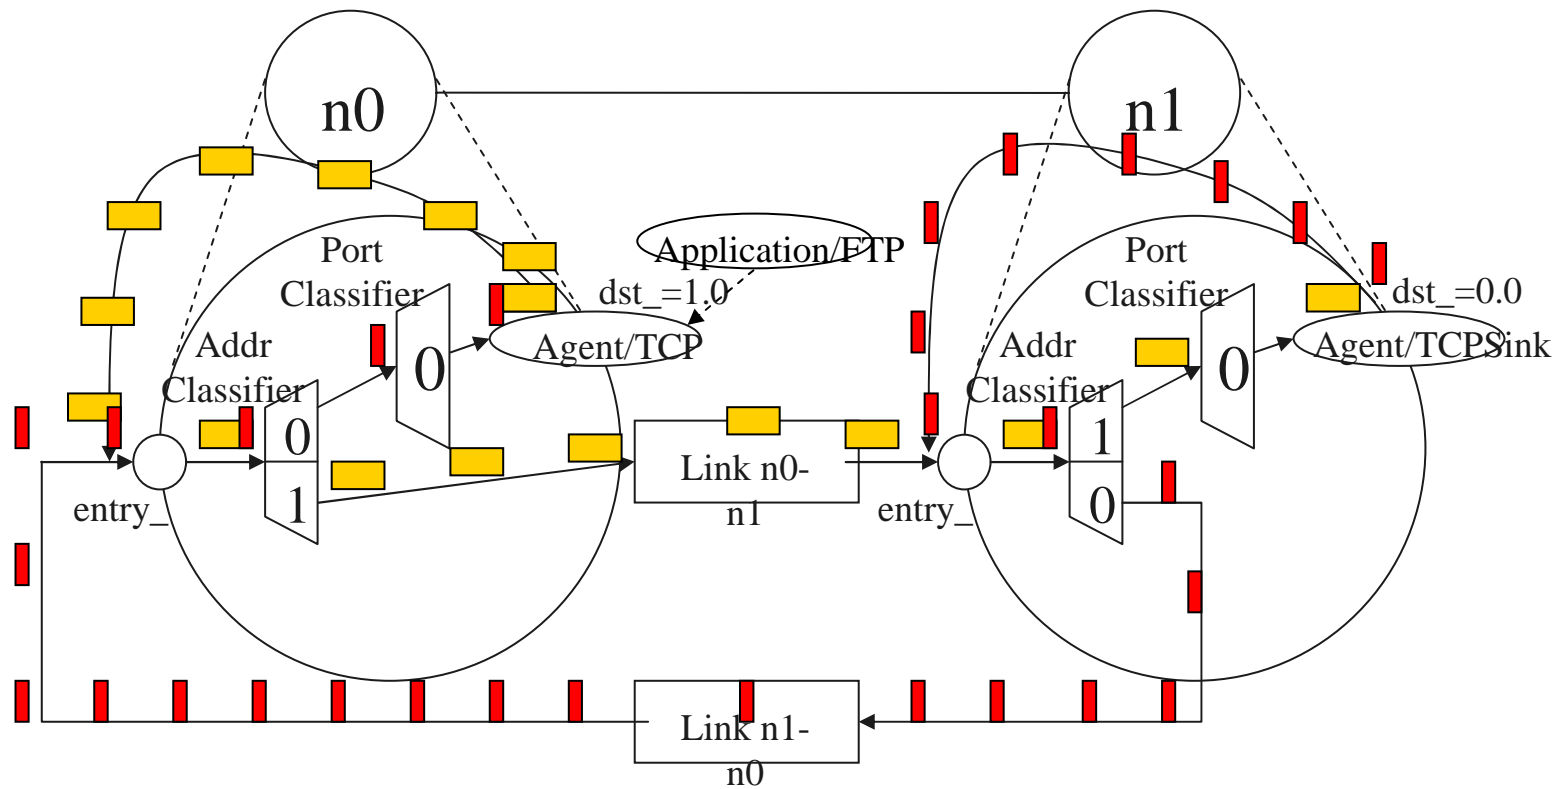 n0
n1
Port
Classifier
Application/FTP
dst_=1.0
Agent/TCP
Addr
Classifier
0
0
1
entry_
Link n0-
n1
Port
Classifier
dst_=0.0
Agent/TCPSink
Addr
Classifier
0
1
0
entry_
Link n1-
n0